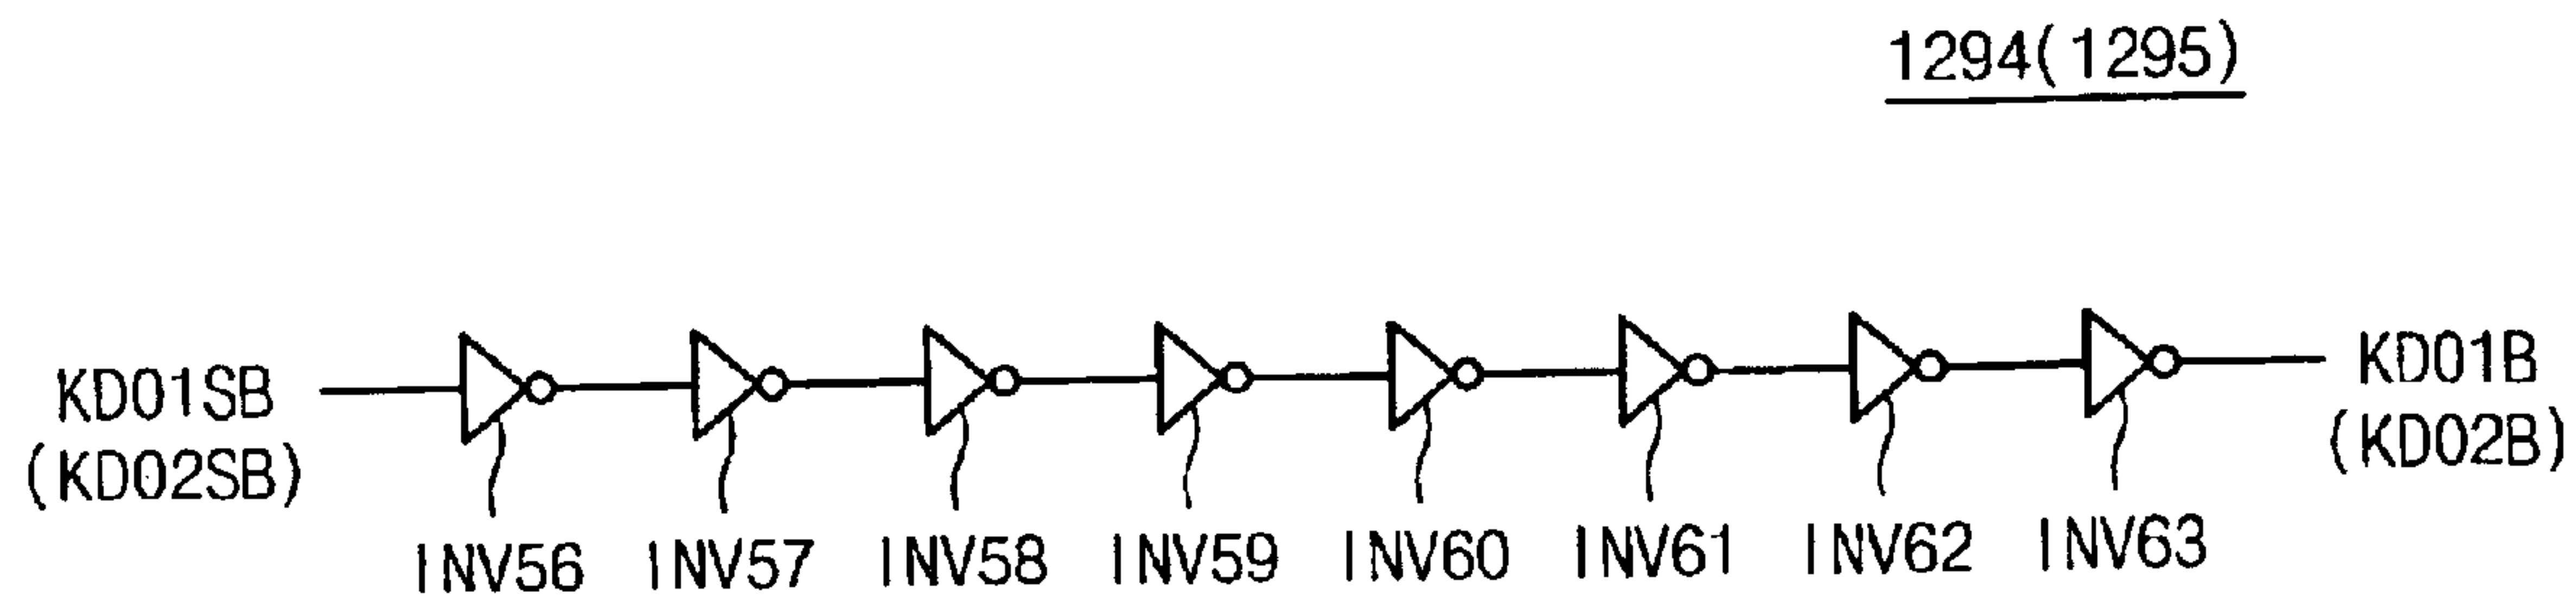 1294(1295)
KD01SB
(KD02SB)
KD01B
(KD02B)
INV56 INV57 INV58 INV59 INV60 INV61 INV62 INV63